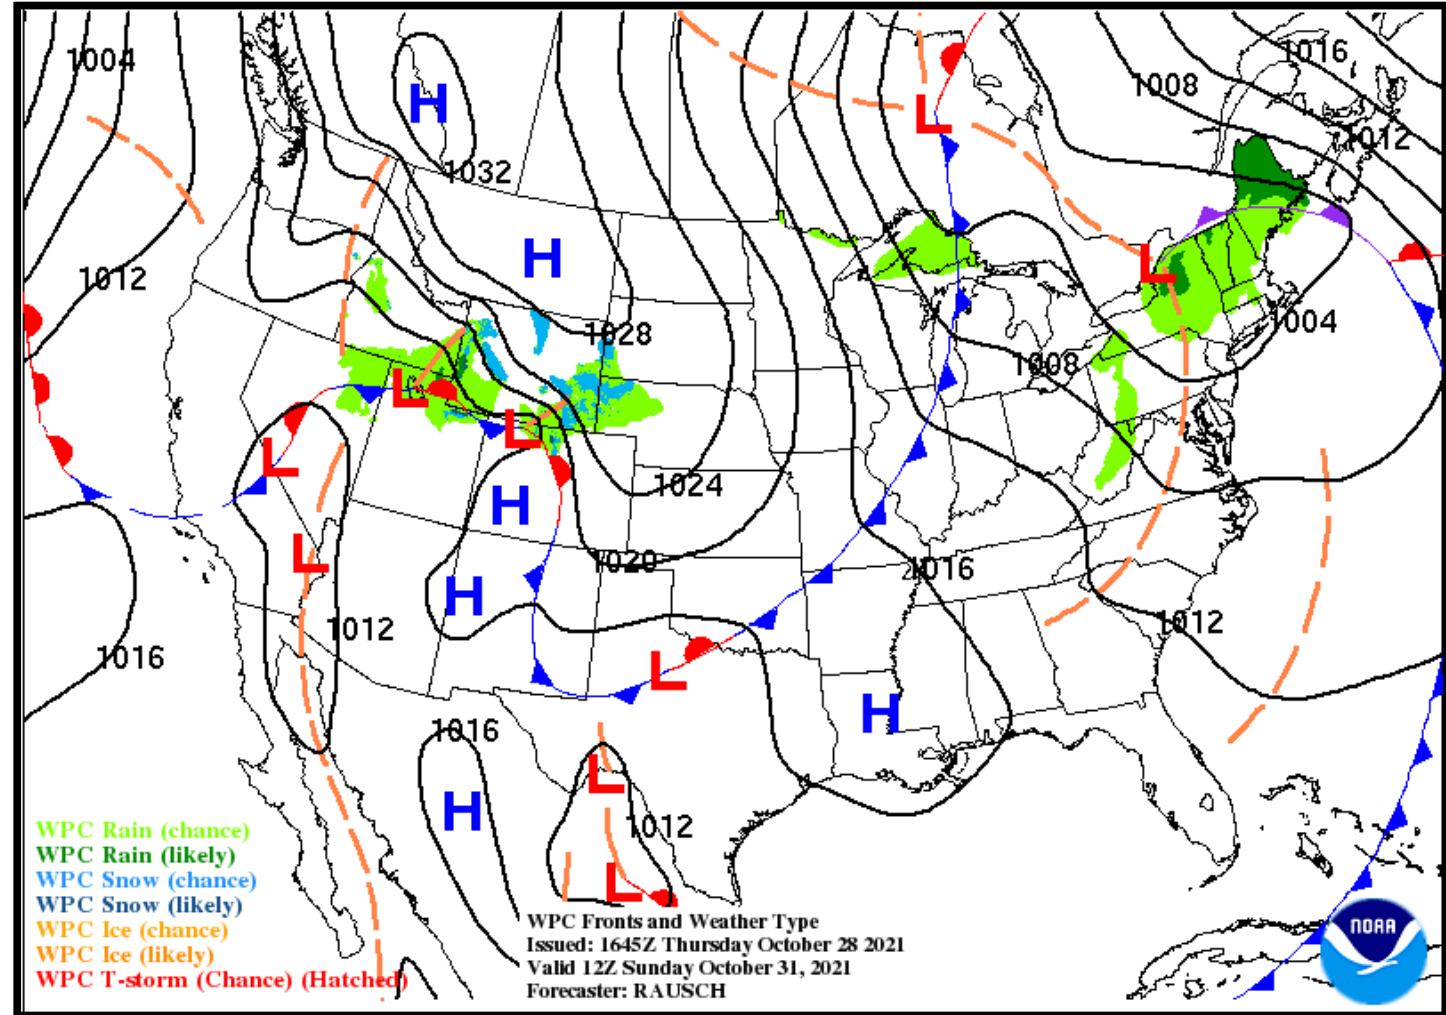 1004
1016
1008
H
L
1012
1032
H
1012
L
1004
1028
1008
L
L
L
1024
H
L
1020
1016
H
1012
1012
1016
L
H
1016
L
H
1012
L
WPC Rain (chance)
WPC Rain (likely)
WPC Snow (chance)
WPC Snow (likely)
WPC Ice (chance)
WPC Ice (likely)
WPC T-storm (Chance) (Hatched)
WPC Fronts and Weather Type
Issued: 1645Z Thursday October 28 2021
Valid 12Z Sunday October 31, 2021
Forecaster: RAUSCH
NOAA